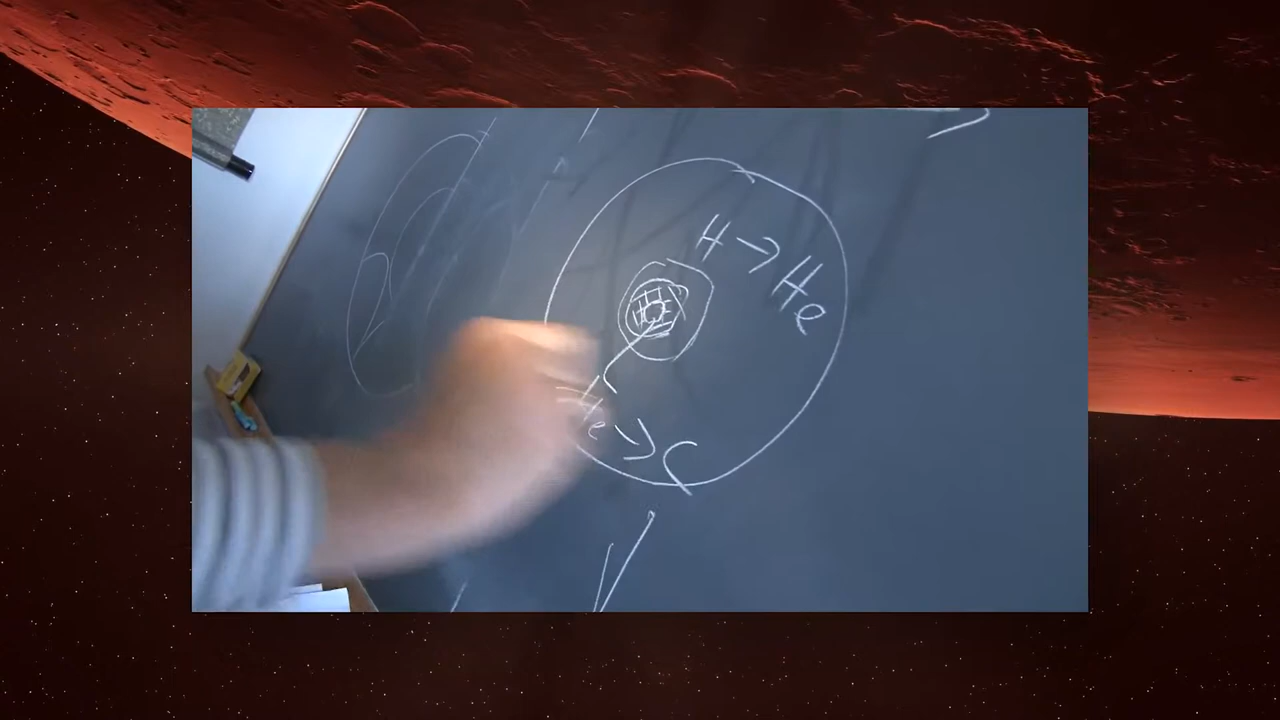 H → He
He → C